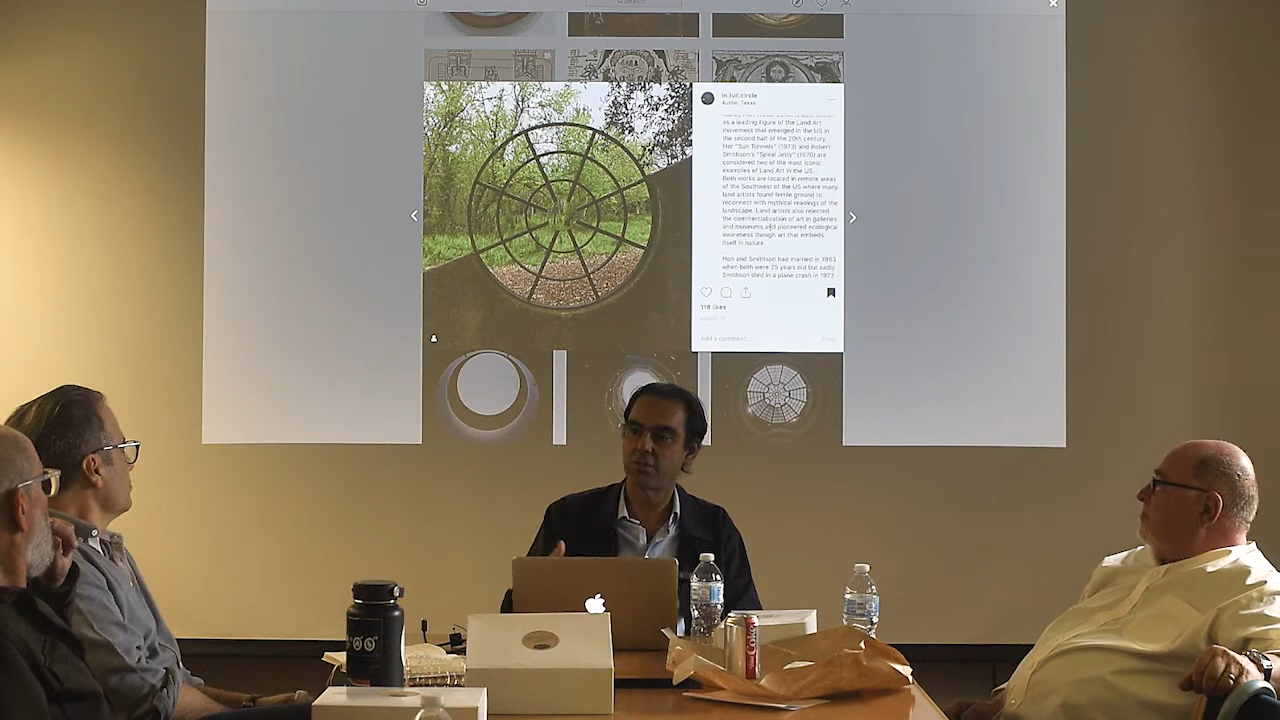 Search
in.full.circle
Austin, Texas
as a leading figure of the Land Art
movement that emerged in the US in
the second half of the 20th century.
Her "Sun Tunnels" (1973) and Robert
Smithson's "Spiral Jetty" (1970) are
considered two of the most iconic
examples of Land Art in the US...
Both works are located in remote areas
of the Southwest of the US where many
land artists found fertile ground to
reconnect with mythical readings of the
landscape. Land artists also rejected
the commercialization of art in galleries
and museums and pioneered ecological
awareness though art that embeds
itself in nature.
Holt and Smithson had married in 1963
when both were 25 years old but sadly
Smithson died in a plane crash in 1973
118 likes
Add a comment
Post
Coke